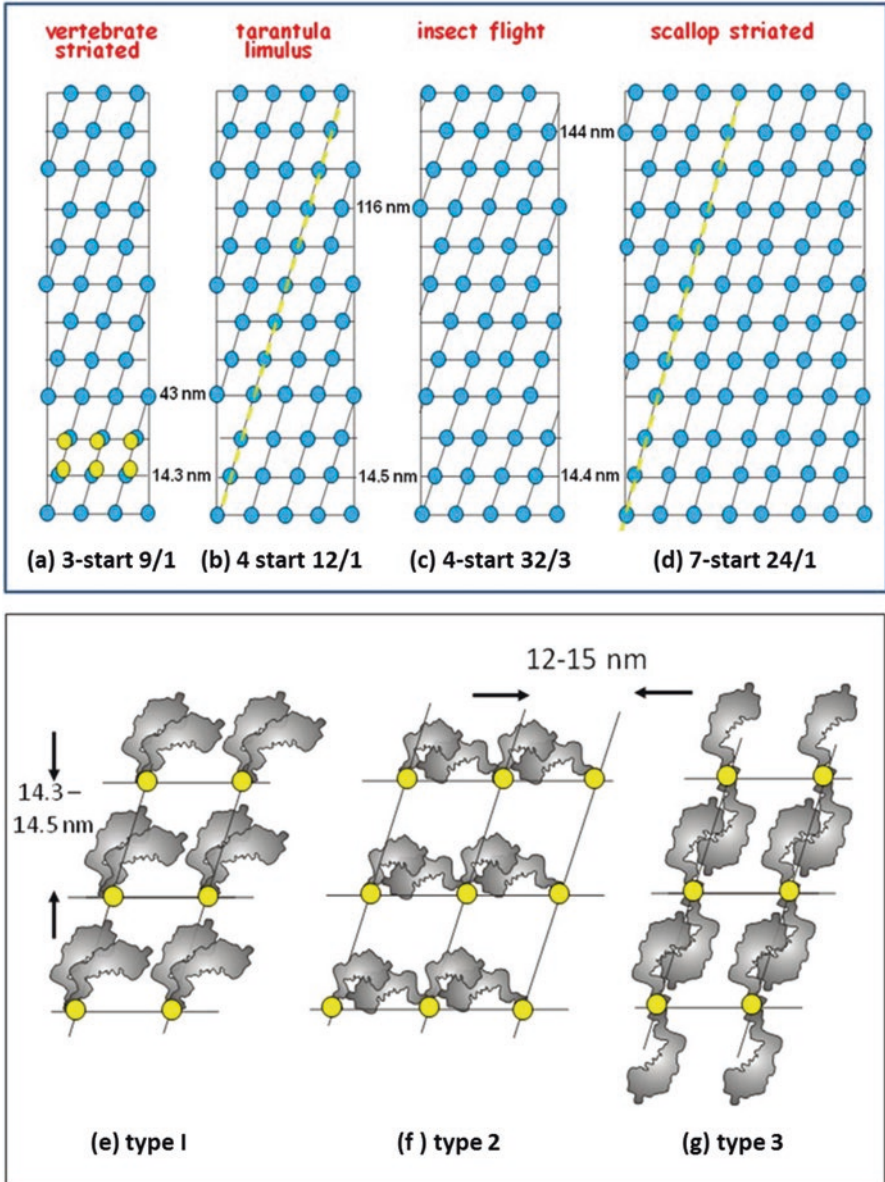 vertebrate
striated
tarantula
limulus
insect flight
scallop striated
144 nm
116 nm
43 nm
14.3 nm
14.5 nm
14.4 nm
(a) 3-start 9/1
(b) 4 start 12/1
(c) 4-start 32/3
(d) 7-start 24/1
12-15 nm
14.3–
14.5 nm
(e) type I
(f ) type 2
(g) type 3